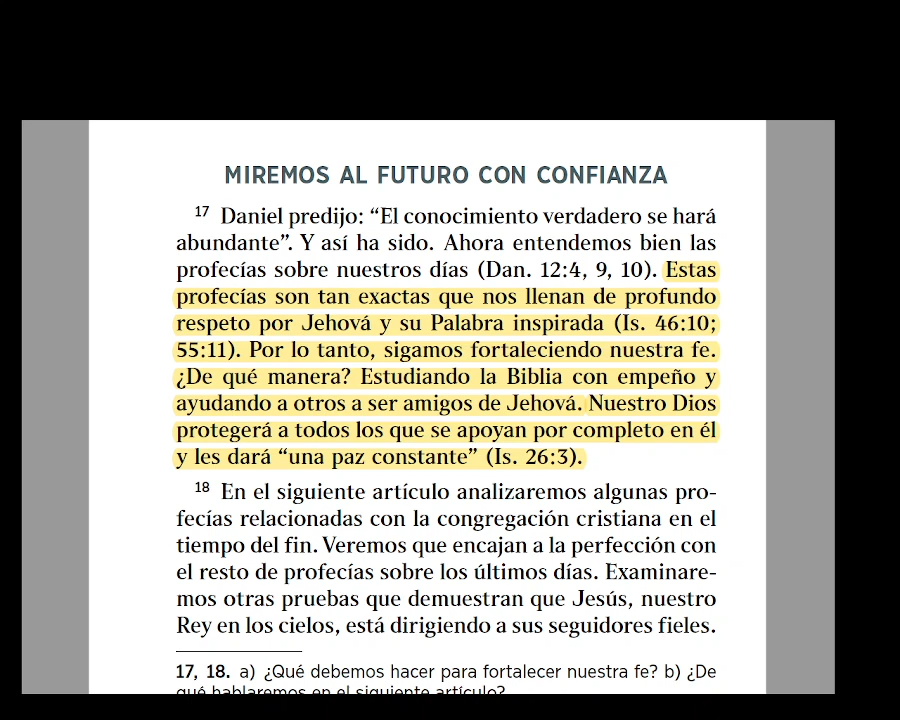 MIREMOS AL FUTURO CON CONFIANZA
17 Daniel predijo: “El conocimiento verdadero se hará
abundante”. Y así ha sido. Ahora entendemos bien las
profecías sobre nuestros días (Dan. 12:4, 9, 10). Estas
profecías son tan exactas que nos llenan de profundo
respeto por Jehová y su Palabra inspirada (Is. 46:10;
55:11). Por lo tanto, sigamos fortaleciendo nuestra fe.
¿De qué manera? Estudiando la Biblia con empeño y
ayudando a otros a ser amigos de Jehová. Nuestro Dios
protegerá a todos los que se apoyan por completo en él
y les dará “una paz constante” (Is. 26:3).
18 En el siguiente artículo analizaremos algunas pro-
fecías relacionadas con la congregación cristiana en el
tiempo del fin. Veremos que encajan a la perfección con
el resto de profecías sobre los últimos días. Examinare-
mos otras pruebas que demuestran que Jesús, nuestro
Rey en los cielos, está dirigiendo a sus seguidores fieles.
17, 18. a) ¿Qué debemos hacer para fortalecer nuestra fe? b) ¿De
qué hablaremos en el siguiente artículo?